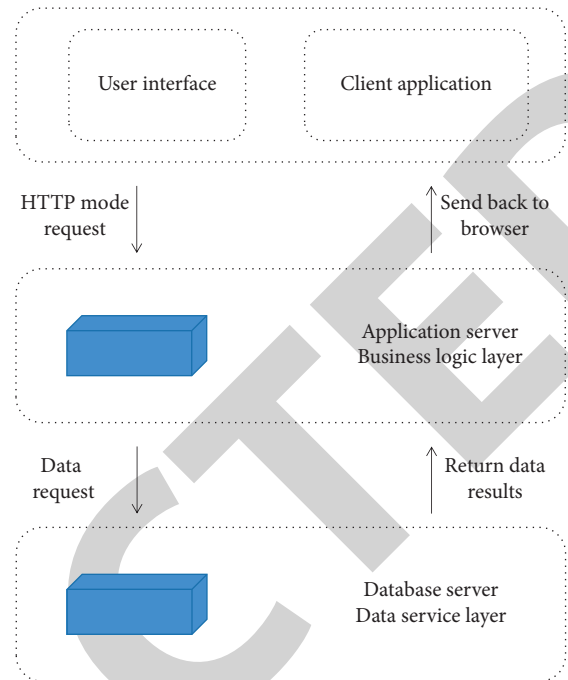 User interface
Client application
HTTP mode
request
Send back to
browser
Application server
Business logic layer
Data
request
Return data
results
Database server
Data service layer
CTED